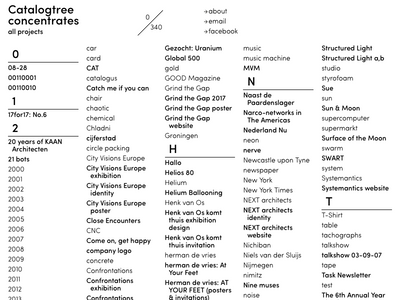 Catalogtree
concentrates
all projects
0
340
→about
→email
→facebook
0
08-28
00110001
00110010
1
17for17: No.6
2
20 years of KAAN
Architecten
21 bots
2000
2001
2002
2003
2004
2005
2006
2007
2008
2009
2010
2011
2012
2013
car
card
CAT
catalogus
Catch me if you can
chair
chaotic
chemical
Chladni
cijferstad
circle packing
City Visions Europe
City Visions Europe
exhibition
City Visions Europe
identity
City Visions Europe
poster
Close Encounters
CNC
Come on, get happy
company logo
concrete
Confrontations
Confrontations
exhibition
Confrontations
Gezocht: Uranium
Global 500
gold
GOOD Magazine
Grind the Gap
Grind the Gap 2017
Grind the Gap poster
Grind the Gap
website
Groningen
H
Hallo
Helios 80
Helium
Helium Ballooning
Henk van Os
Henk van Os komt
thuis exhibition
design
Henk van Os komt
thuis invitation
herman de vries
herman de vries: At
Your Feet
herman de vries: AT
YOUR FEET (posters
& invitations)
music
music machine
MVM
N
Naast de
Paardenslager
Narco-networks in
The Americas
Nederland Nu
neon
nerve
Newcastle upon Tyne
newspaper
New York
New York Times
NEXT architects
NEXT architects
identity
NEXT architects
website
Nichiban
Niels van der Sluijs
Nijmegen
nimitz
Nine muses
noise
Structured Light
Structured Light a,b
studio
styrofoam
Sue
sun
Sun & Moon
supercomputer
supermarkt
Surface of the Moon
swarm
SWART
system
Systematics
Systematics website
T
T-Shirt
table
tachographs
talkshow
talkshow 03-09-07
tape
Task Newsletter
test
The 6th Annual Year